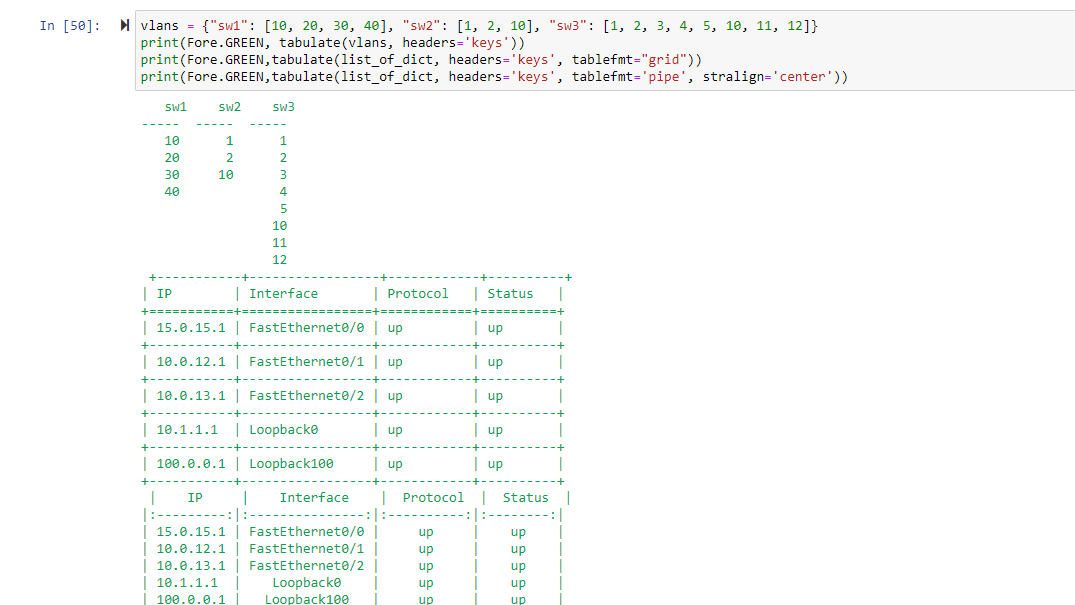 In [50]: vlans = {"sw1": [10, 20, 30, 40], "sw2": [1, 2, 10], "sw3": [1, 2, 3, 4, 5, 10, 11, 12]}
print(Fore.GREEN, tabulate(vlans, headers='keys'))
print(Fore.GREEN,tabulate(list_of_dict, headers='keys', tablefmt="grid"))
print(Fore.GREEN,tabulate(list_of_dict, headers='keys', tablefmt='pipe', stralign='center'))
   sw1    sw2    sw3
-----  -----  -----
   10      1      1
   20      2      2
   30     10      3
   40             4
                  5
                 10
                 11
                 12
 +-----------+-----------------+------------+----------+
| IP        | Interface       | Protocol   | Status   |
+===========+=================+============+==========+
| 15.0.15.1 | FastEthernet0/0 | up         | up       |
+-----------+-----------------+------------+----------+
| 10.0.12.1 | FastEthernet0/1 | up         | up       |
+-----------+-----------------+------------+----------+
| 10.0.13.1 | FastEthernet0/2 | up         | up       |
+-----------+-----------------+------------+----------+
| 10.1.1.1  | Loopback0       | up         | up       |
+-----------+-----------------+------------+----------+
| 100.0.0.1 | Loopback100     | up         | up       |
+-----------+-----------------+------------+----------+
 |    IP     |    Interface    |  Protocol  |  Status  |
|:---------:|:---------------:|:----------:|:--------:|
| 15.0.15.1 | FastEthernet0/0 |     up     |    up    |
| 10.0.12.1 | FastEthernet0/1 |     up     |    up    |
| 10.0.13.1 | FastEthernet0/2 |     up     |    up    |
| 10.1.1.1  |    Loopback0    |     up     |    up    |
| 100.0.0.1 |   Loopback100   |     up     |    up    |